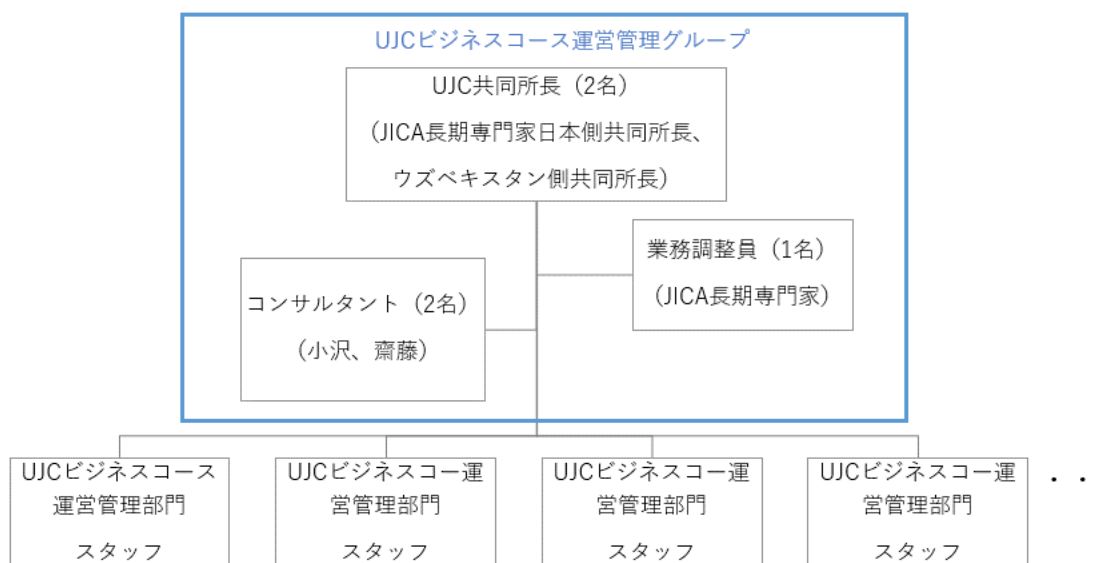 UJCビジネスコース運営管理グループ
UJC共同所長（2名）
（JICA長期専門家日本側共同所長、
ウズベキスタン側共同所長）
業務調整員（1名）
（JICA長期専門家）
コンサルタント（2名）
（小沢、齋藤）
UJCビジネスコース
運営管理部門
スタッフ
UJCビジネスコー運
営管理部門
スタッフ
UJCビジネスコー運
営管理部門
スタッフ
UJCビジネスコー運
営管理部門
スタッフ
・・